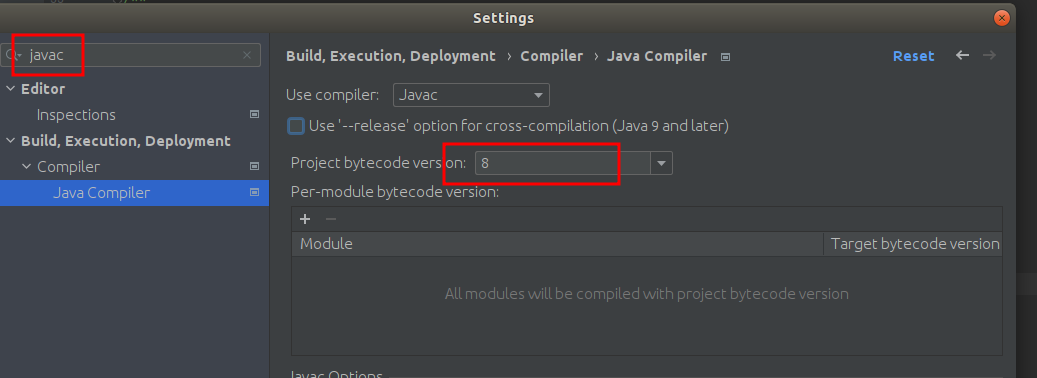 Settings
javac
Editor
Inspections
Build, Execution, Deployment
Compiler
Java Compiler
Build, Execution, Deployment › Compiler › Java Compiler
Reset
Use compiler: Javac
Use '--release' option for cross-compilation (Java 9 and later)
Project bytecode version: 8
Per-module bytecode version:
Module Target bytecode version
All modules will be compiled with project bytecode version
Javac Options